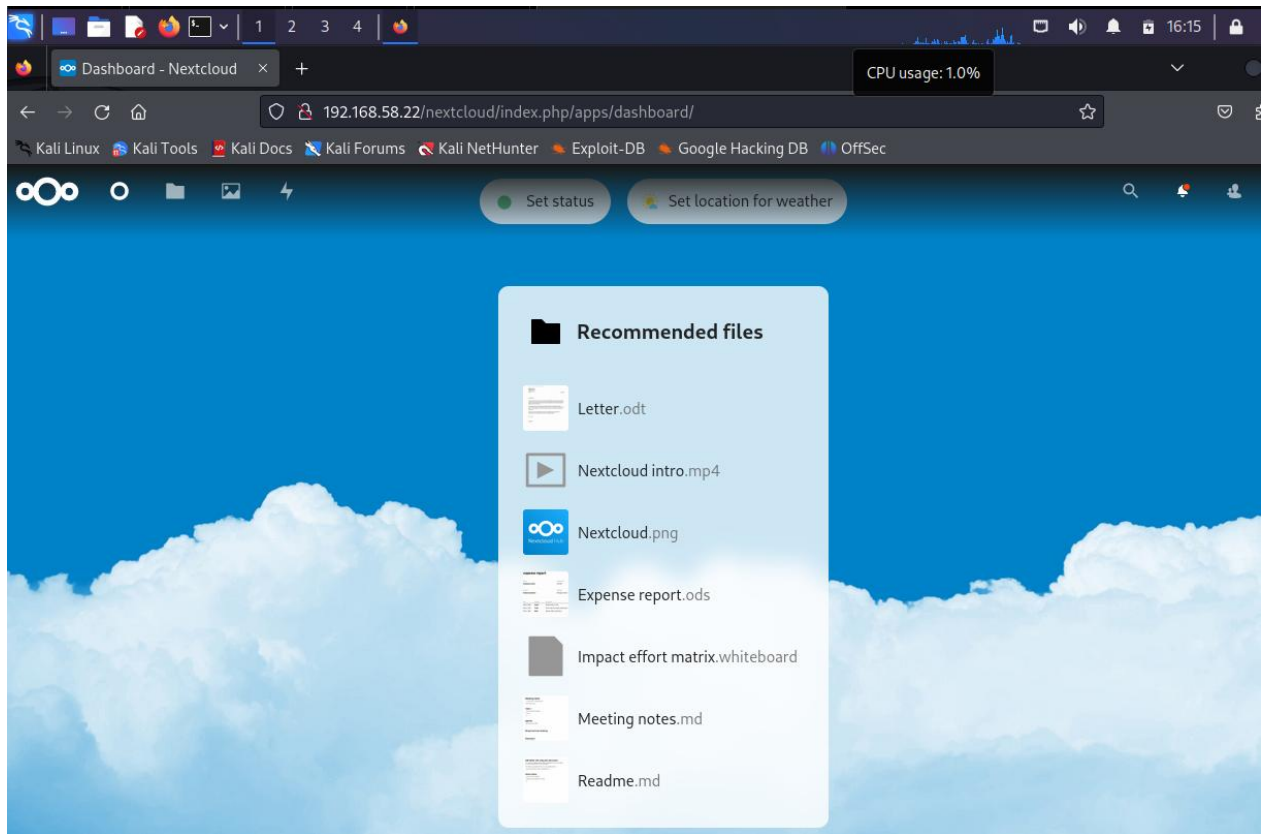 1 2 3 4 16:15
Dashboard - Nextcloud
CPU usage: 1.0%
192.168.58.22/nextcloud/index.php/apps/dashboard/
Kali Linux Kali Tools Kali Docs Kali Forums Kali NetHunter Exploit-DB Google Hacking DB OffSec
Set status Set location for weather
Recommended files
Letter.odt
Nextcloud intro.mp4
Nextcloud.png
Expense report.ods
Impact effort matrix.whiteboard
Meeting notes.md
Readme.md